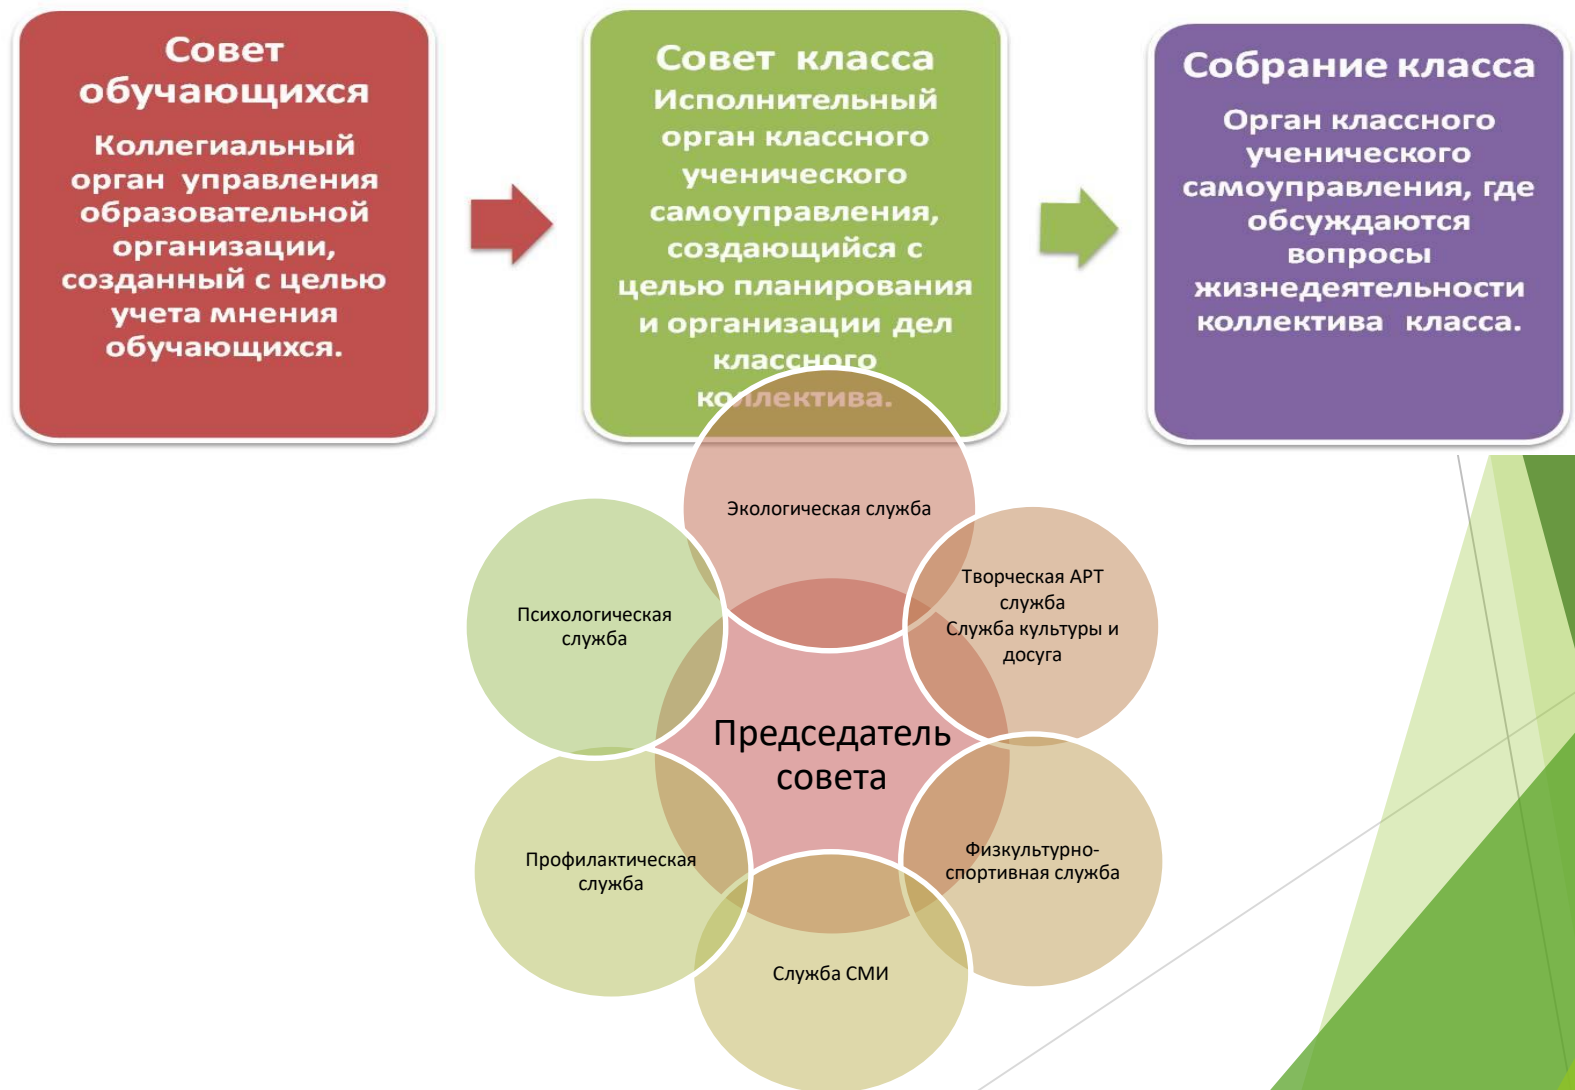 Совет
обучающихся
Коллегиальный
орган управления
образовательной
организации,
созданный с целью
учета мнения
обучающихся.
Совет класса
Исполнительный
орган классного
ученического
самоуправления,
создающийся с
целью планирования
и организации дел
классного
коллектива.
Собрание класса
Орган классного
ученического
самоуправления, где
обсуждаются
вопросы
жизнедеятельности
коллектива класса.
Экологическая служба
Творческая АРТ
служба
Служба культуры и
досуга
Физкультурно-
спортивная служба
Служба СМИ
Профилактическая
служба
Психологическая
служба
Председатель
совета